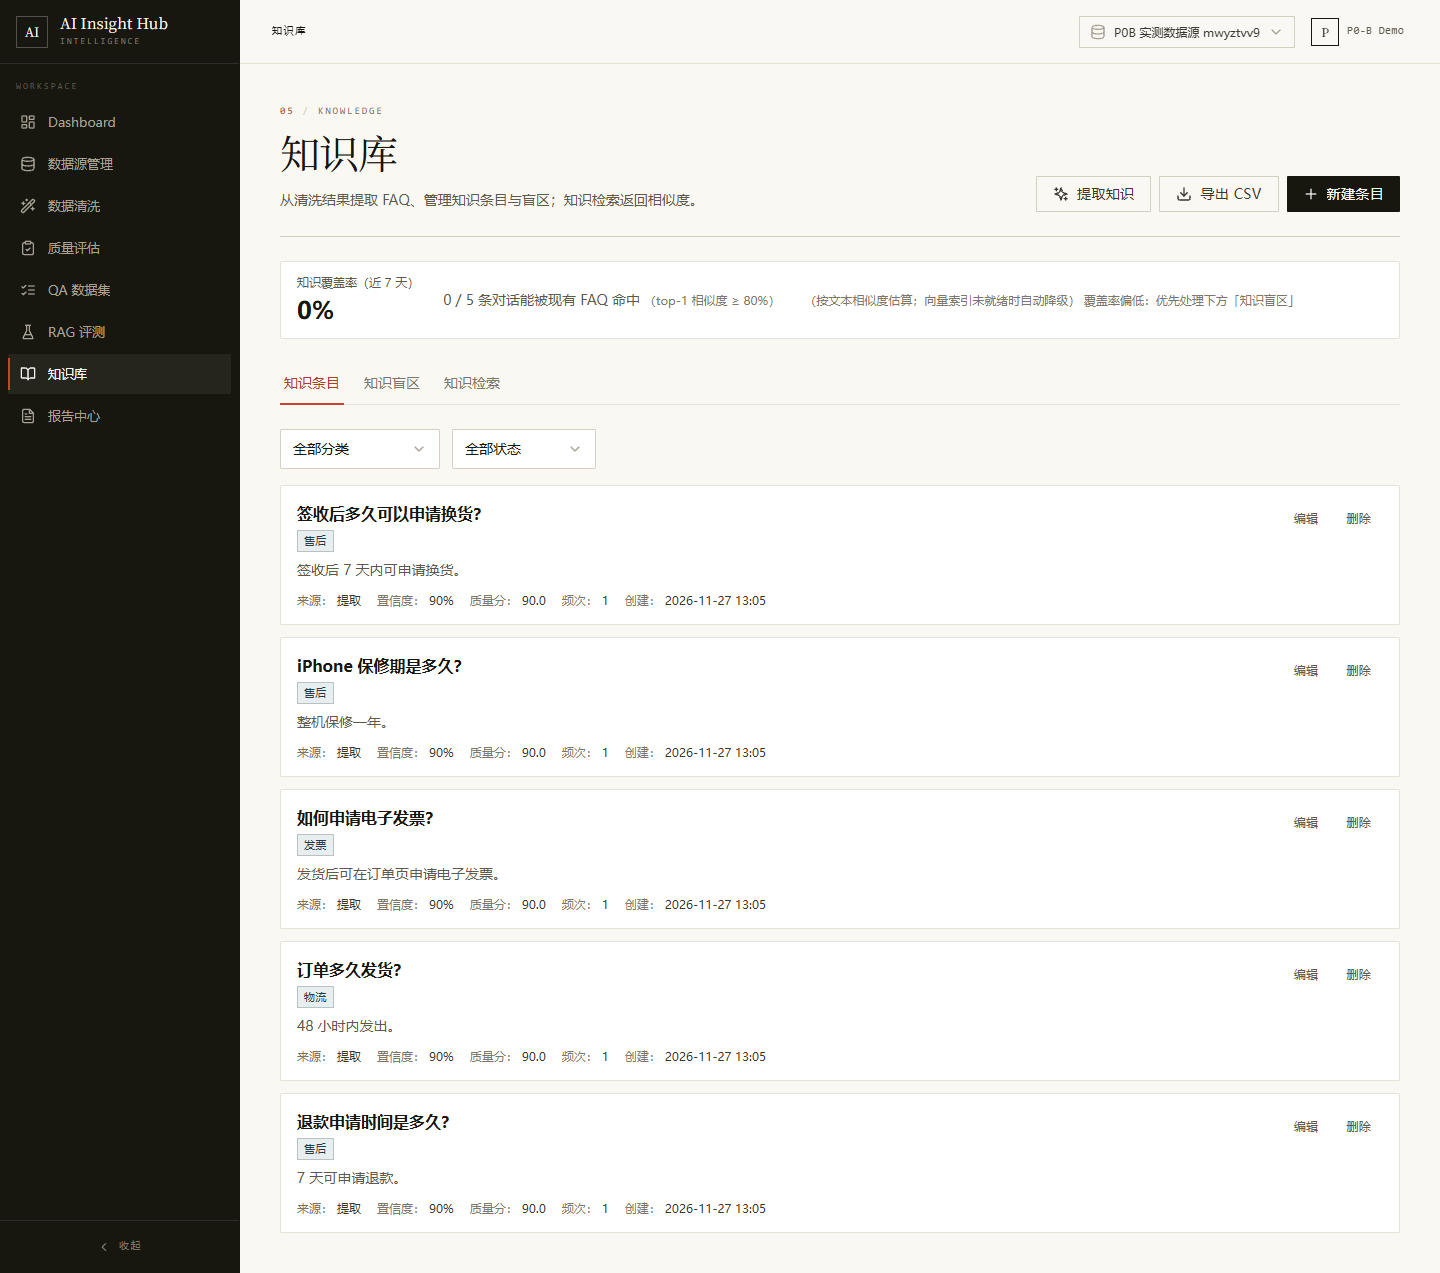 AI
AI Insight Hub
INTELLIGENCE
WORKSPACE
Dashboard
数据源管理
数据清洗
质量评估
QA 数据集
RAG 评测
知识库
报告中心
收起
知识库
P0B 实测数据源 mwyztvv9
P
P0-B Demo
05 / KNOWLEDGE
知识库
从清洗结果提取 FAQ、管理知识条目与盲区；知识检索返回相似度。
提取知识
导出 CSV
新建条目
知识覆盖率（近 7 天）
0%
0 / 5 条对话能被现有 FAQ 命中 （top-1 相似度 ≥ 80%） （按文本相似度估算；向量索引未就绪时自动降级） 覆盖率偏低：优先处理下方「知识盲区」
知识条目 知识盲区 知识检索
全部分类 全部状态
签收后多久可以申请换货？
编辑 删除
售后
签收后 7 天内可申请换货。
来源： 提取 置信度： 90% 质量分： 90.0 频次： 1 创建： 2026-11-27 13:05
iPhone 保修期是多久？
编辑 删除
售后
整机保修一年。
来源： 提取 置信度： 90% 质量分： 90.0 频次： 1 创建： 2026-11-27 13:05
如何申请电子发票？
编辑 删除
发票
发货后可在订单页申请电子发票。
来源： 提取 置信度： 90% 质量分： 90.0 频次： 1 创建： 2026-11-27 13:05
订单多久发货？
编辑 删除
物流
48 小时内发出。
来源： 提取 置信度： 90% 质量分： 90.0 频次： 1 创建： 2026-11-27 13:05
退款申请时间是多久？
编辑 删除
售后
7 天可申请退款。
来源： 提取 置信度： 90% 质量分： 90.0 频次： 1 创建： 2026-11-27 13:05